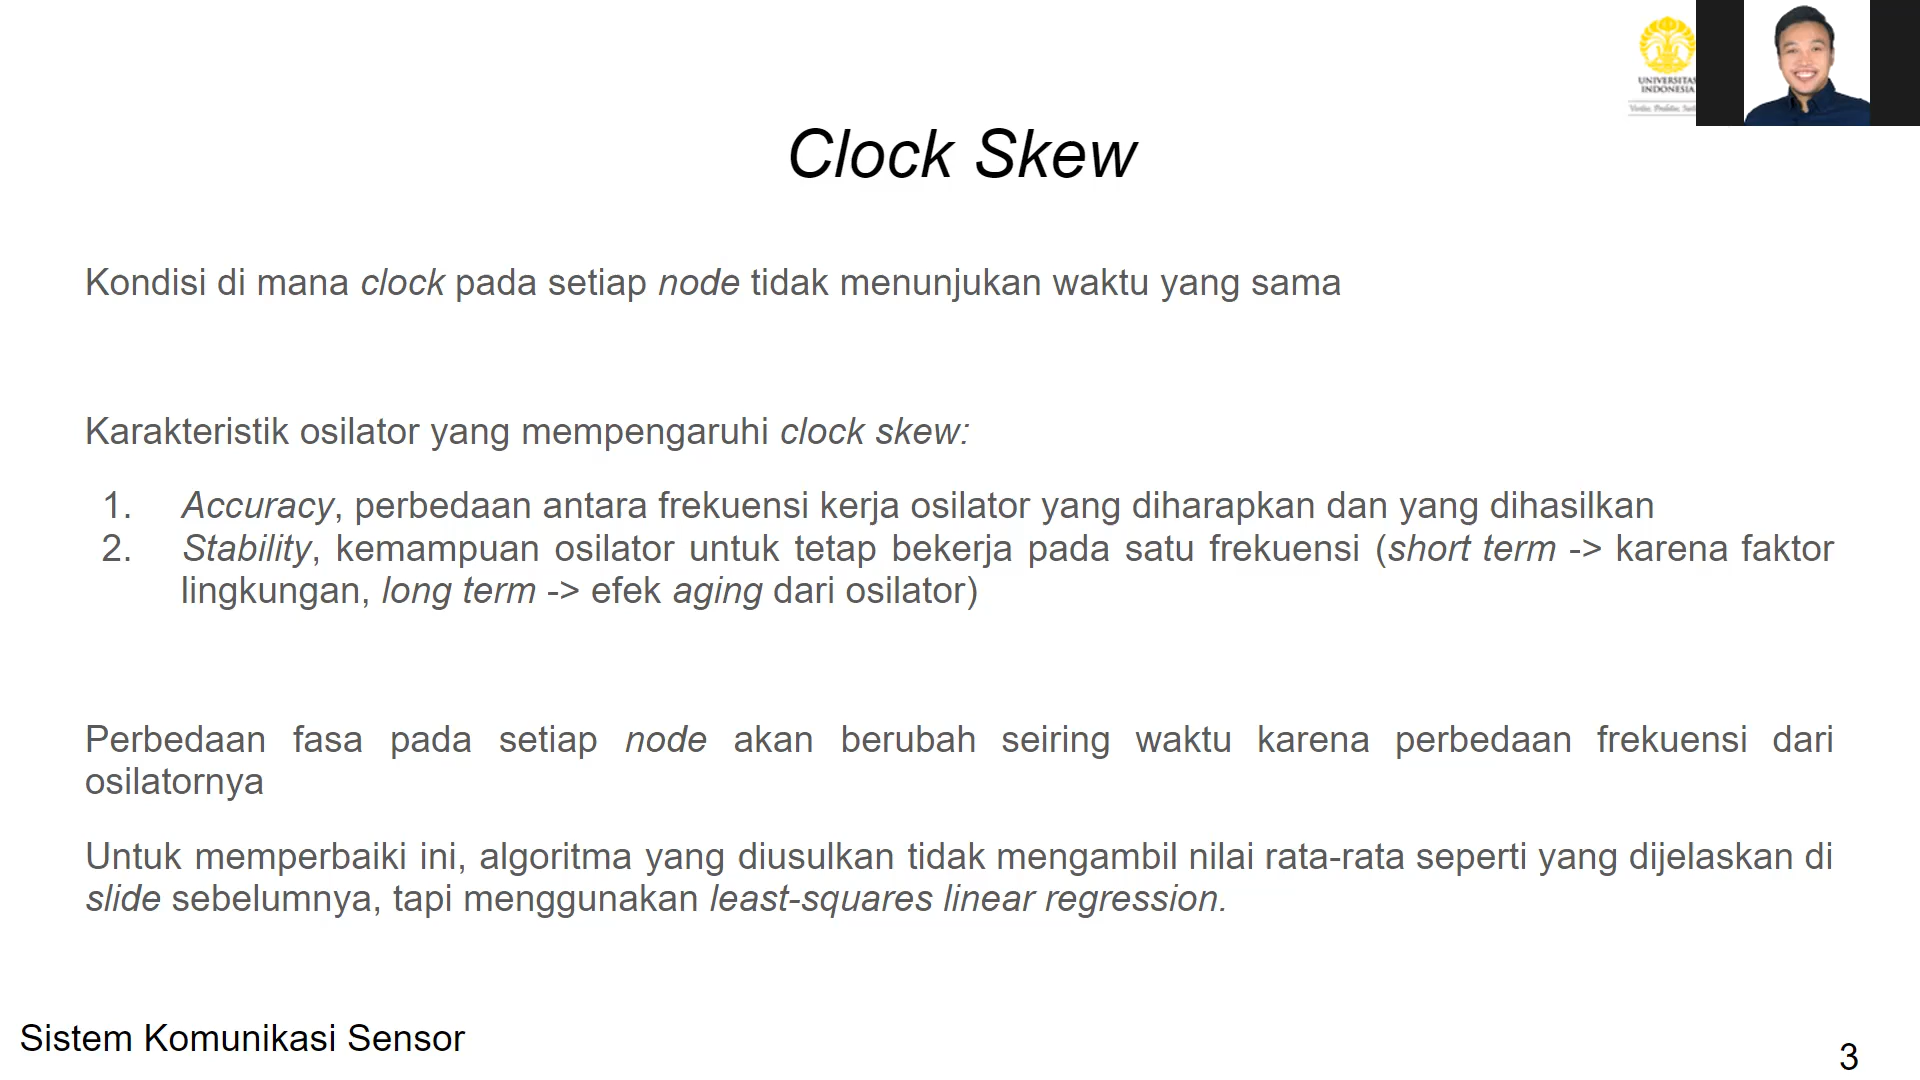 UNIVERSITAS
INDONESIA
Clock Skew
Kondisi di mana clock pada setiap node tidak menunjukan waktu yang sama
Karakteristik osilator yang mempengaruhi clock skew:
1. Accuracy, perbedaan antara frekuensi kerja osilator yang diharapkan dan yang dihasilkan
2. Stability, kemampuan osilator untuk tetap bekerja pada satu frekuensi (short term -> karena faktor
lingkungan, long term -> efek aging dari osilator)
Perbedaan fasa pada setiap node akan berubah seiring waktu karena perbedaan frekuensi dari
osilatornya
Untuk memperbaiki ini, algoritma yang diusulkan tidak mengambil nilai rata-rata seperti yang dijelaskan di
slide sebelumnya, tapi menggunakan least-squares linear regression.
Sistem Komunikasi Sensor
3